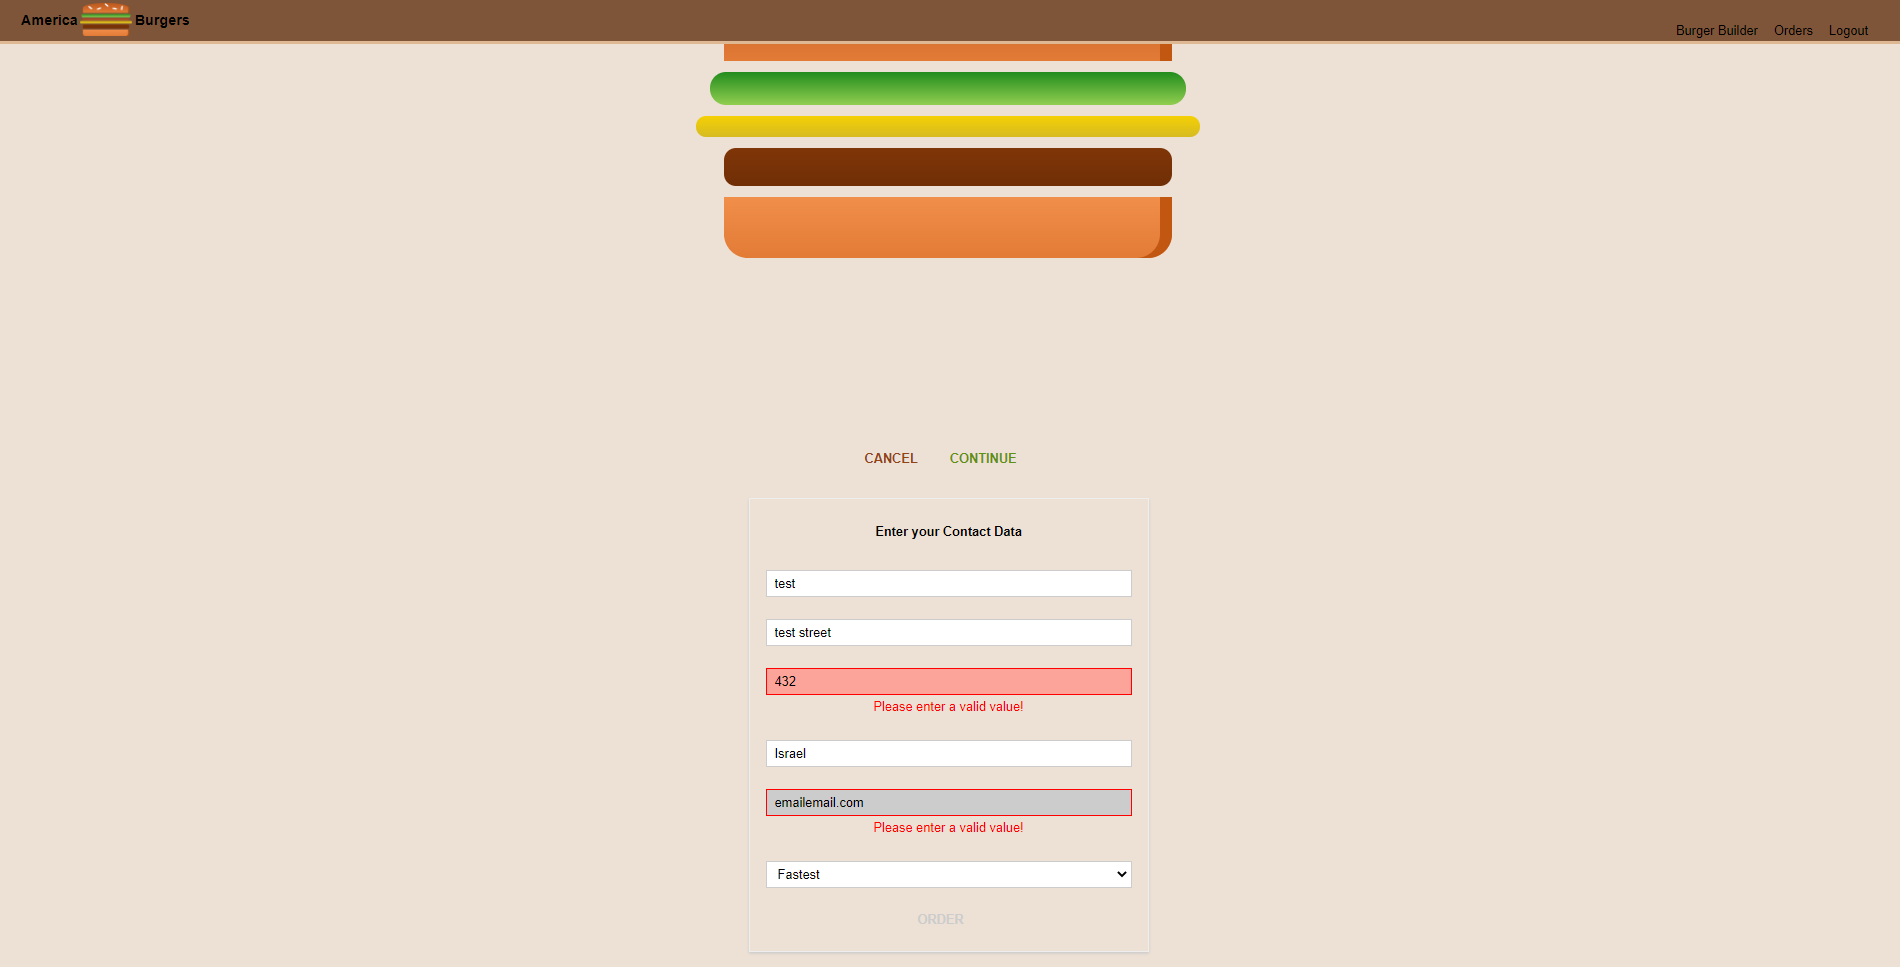 America Burgers
Burger Builder Orders Logout
CANCEL CONTINUE
Enter your Contact Data
test
test street
432
Please enter a valid value!
Israel
emailemail.com
Please enter a valid value!
Fastest
ORDER